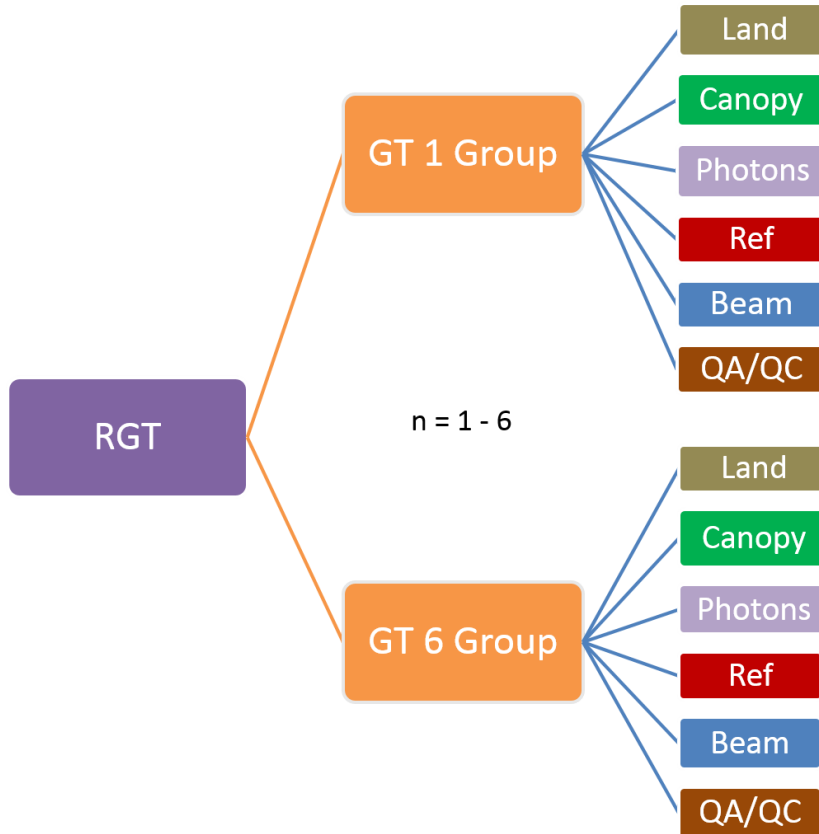 RGT
GT 1 Group
Land
Canopy
Photons
Ref
Beam
QA/QC
n = 1 - 6
GT 6 Group
Land
Canopy
Photons
Ref
Beam
QA/QC